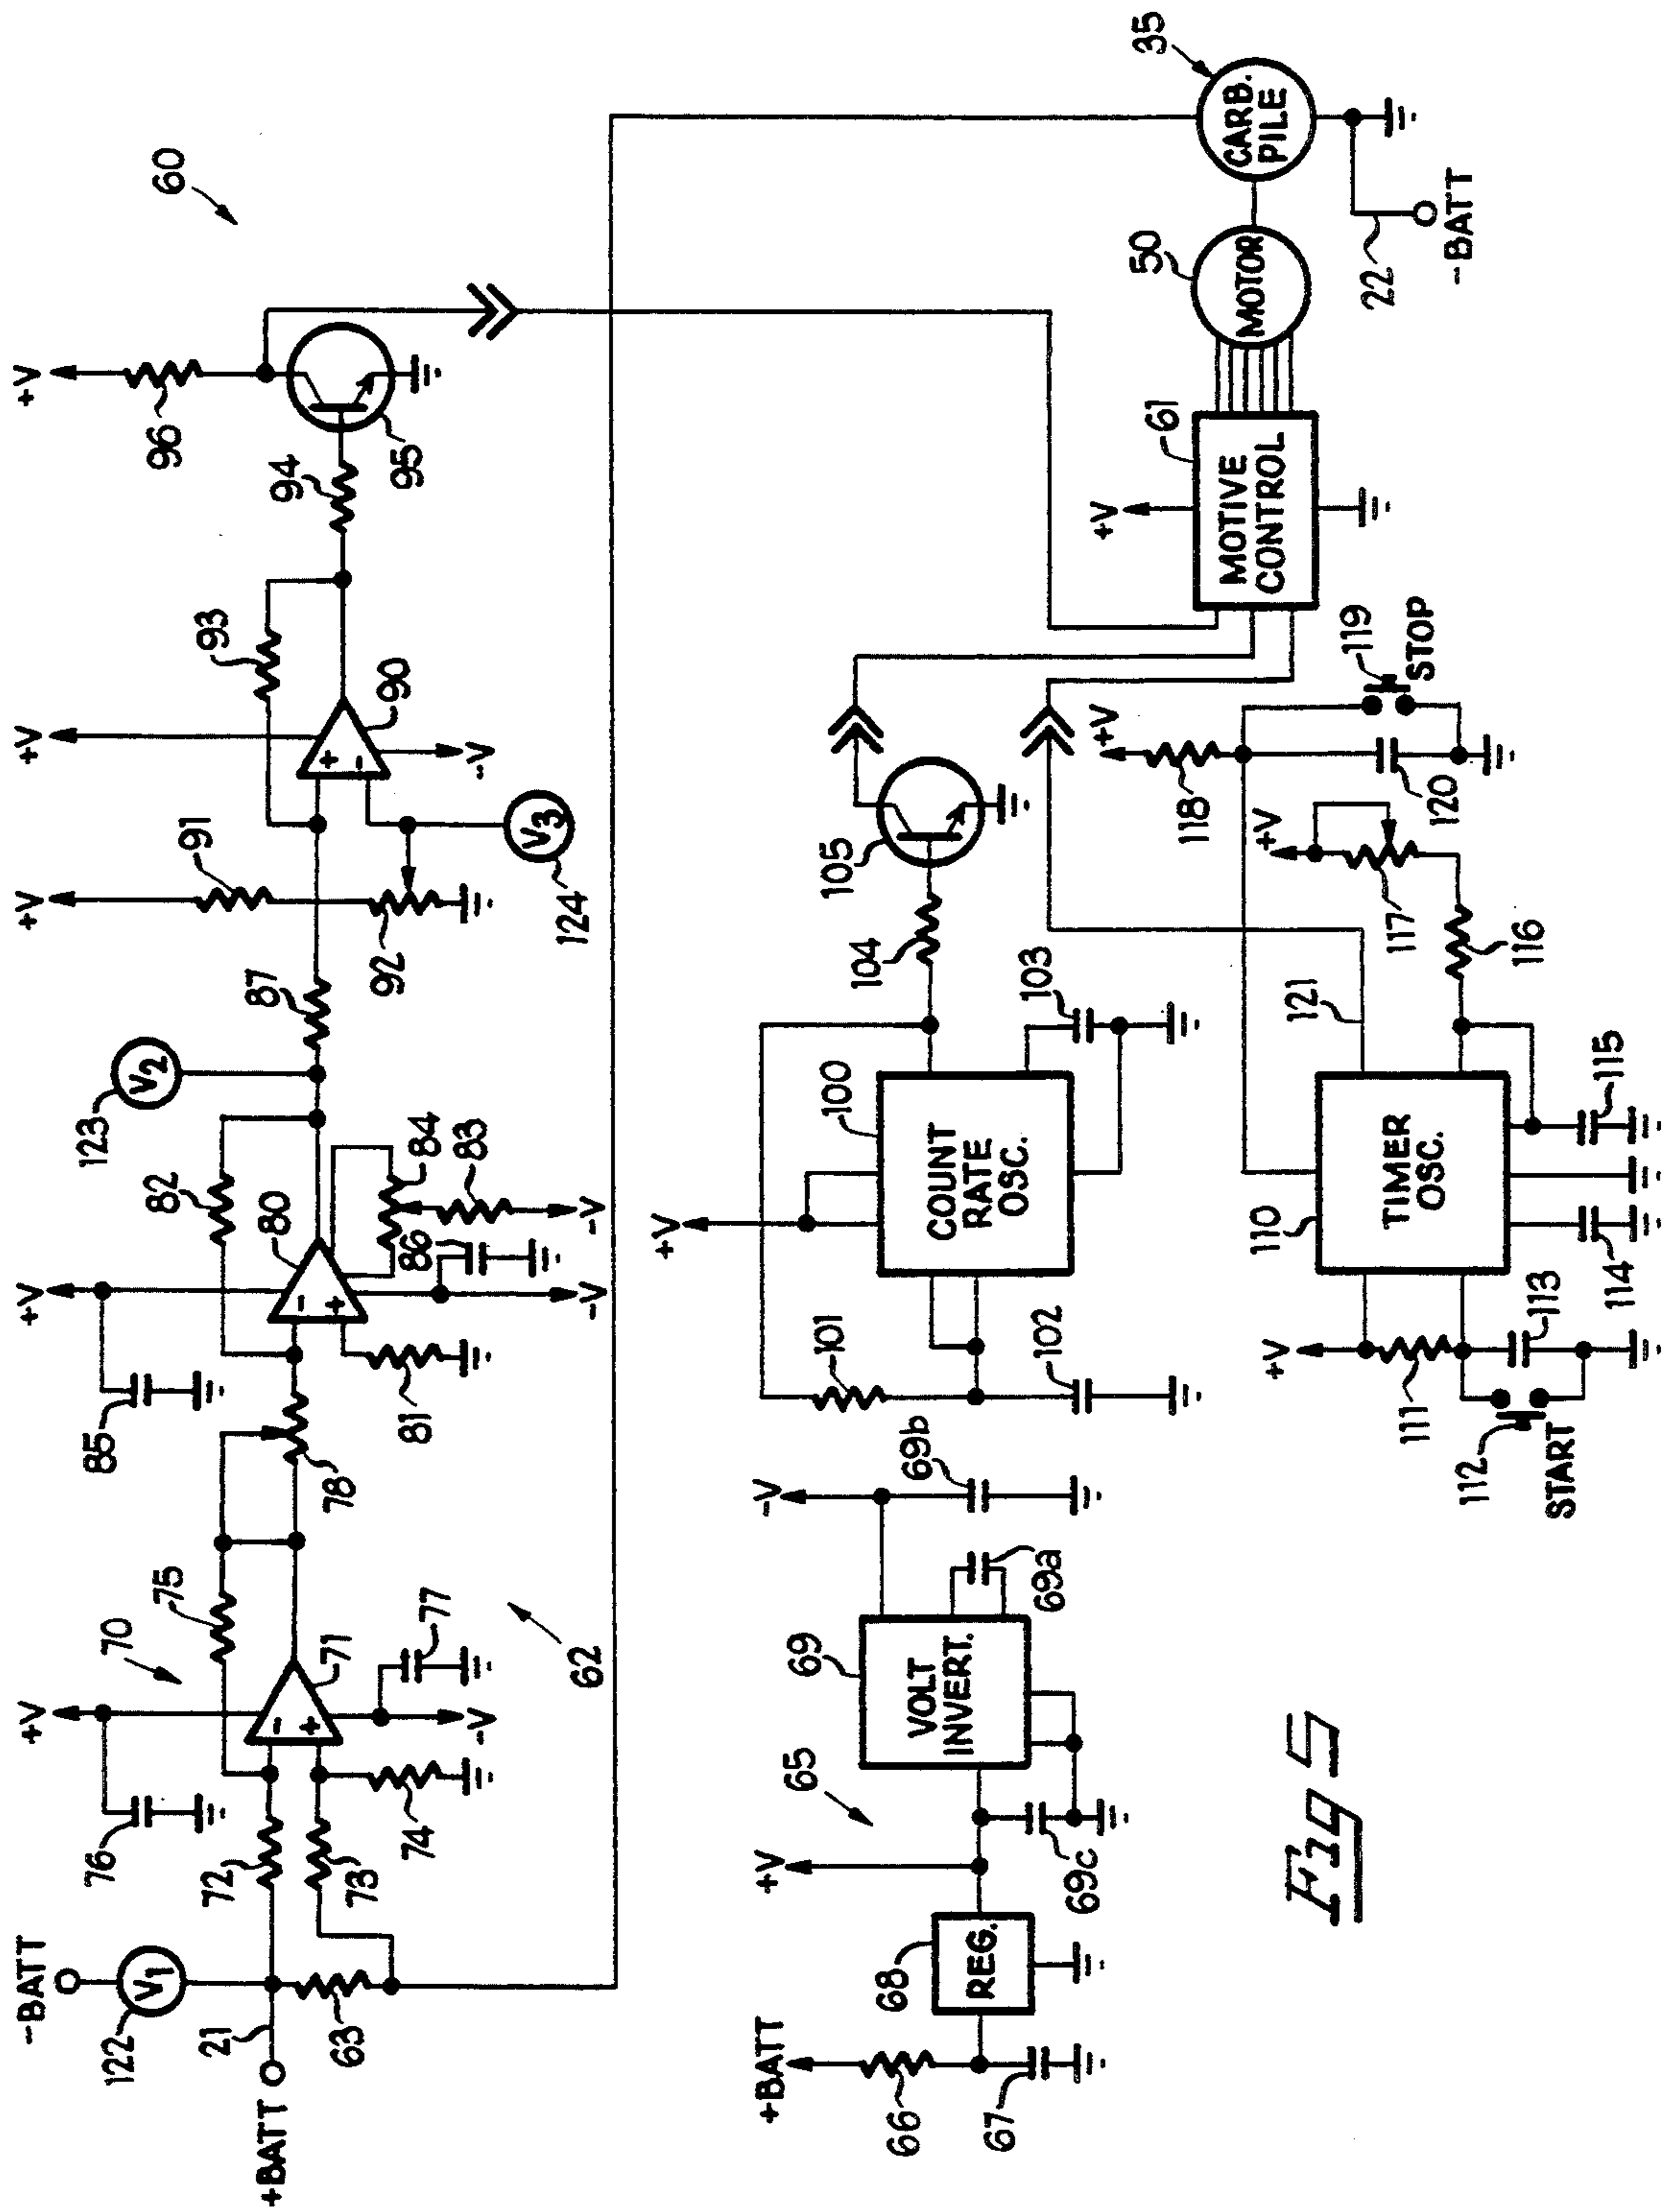 60
+V
+V
+V
+V
+V
-BATT
V1
122
21
+BATT
63
72
73
74
76
70
75
71
77
-V
62
78
85
81
82
80
86
84
83
-V
-V
123
V2
87
91
92
V3
124
93
90
-V
94
95
96
+BATT
66
67
REG.
68
+V
65
69c
VOLT
INVERT.
69
69a
69b
-V
101
102
+V
COUNT
RATE
OSC.
100
103
104
105
+V
111
112
START
113
114
115
TIMER
OSC.
110
121
116
117
+V
118
+V
120
119
STOP
MOTIVE
CONTROL
61
+V
MOTOR
50
CARB.
PILE
35
22
-BATT
Fig 5